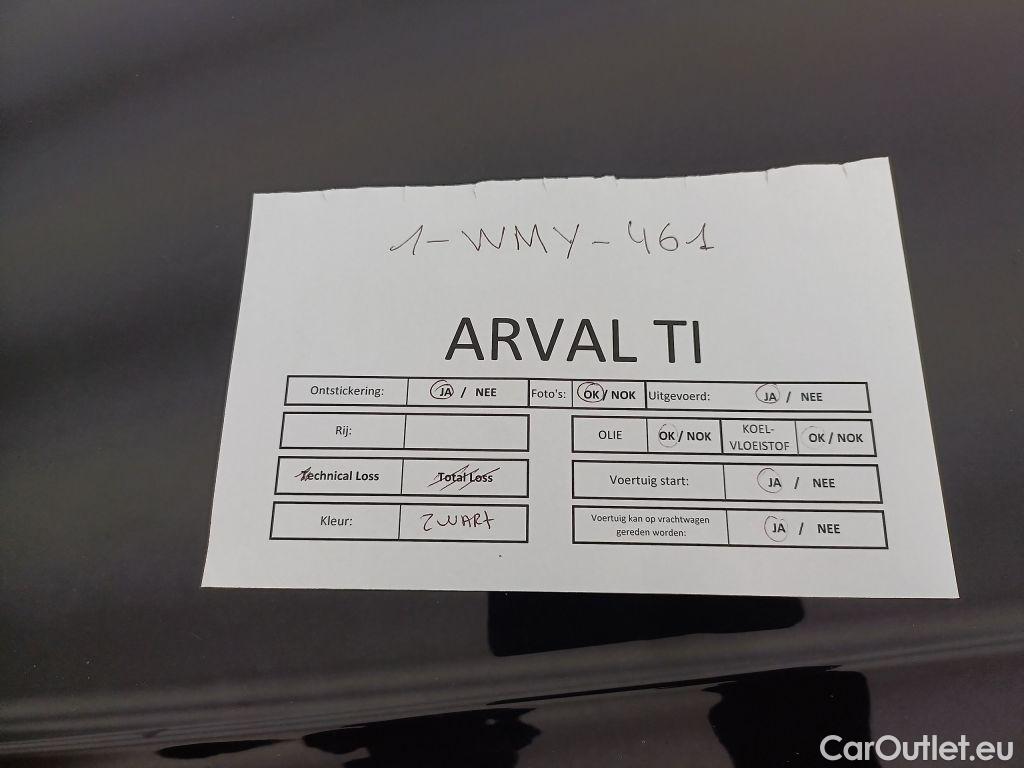 1-WMY-461
ARVAL TI
Ontstickering: JA / NEE Foto's: OK/ NOK Uitgevoerd: JA / NEE
Rij: OLIE OK / NOK KOEL-VLOEISTOF OK / NOK
Technical Loss Total Loss Voertuig start: JA / NEE
Kleur: ZWART Voertuig kan op vrachtwagen gereden worden: JA / NEE
CarOutlet.eu